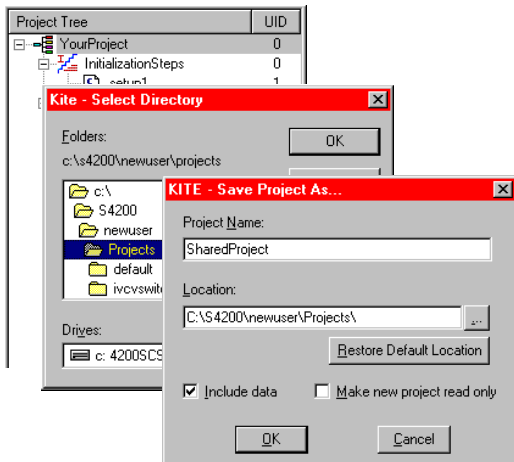 Project Tree UID
YourProject 0
InitializationSteps 0
setup1 1
Kite - Select Directory
Folders:
OK
c:\s4200\newuser\projects
c:\
S4200
newuser
Projects
default
Drives:
c: 4200SCS
KITE - Save Project As...
Project Name:
SharedProject
Location:
C:\S4200\newuser\Projects\
...
Restore Default Location
Include data
Make new project read only
OK
Cancel